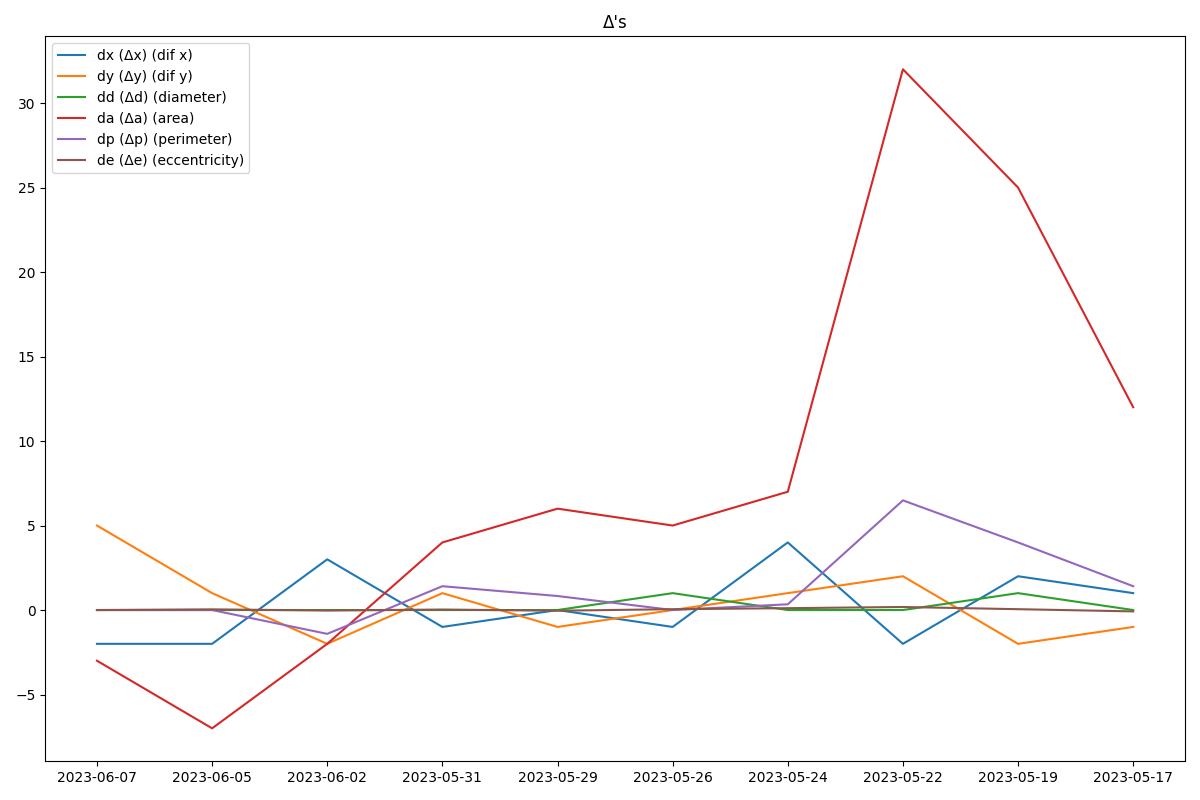 Δ's
dx (Δx) (dif x)
dy (Δy) (dif y)
dd (Δd) (diameter)
da (Δa) (area)
dp (Δp) (perimeter)
de (Δe) (eccentricity)
30
25
20
15
10
5
0
−5
2023-06-07 2023-06-05 2023-06-02 2023-05-31 2023-05-29 2023-05-26 2023-05-24 2023-05-22 2023-05-19 2023-05-17